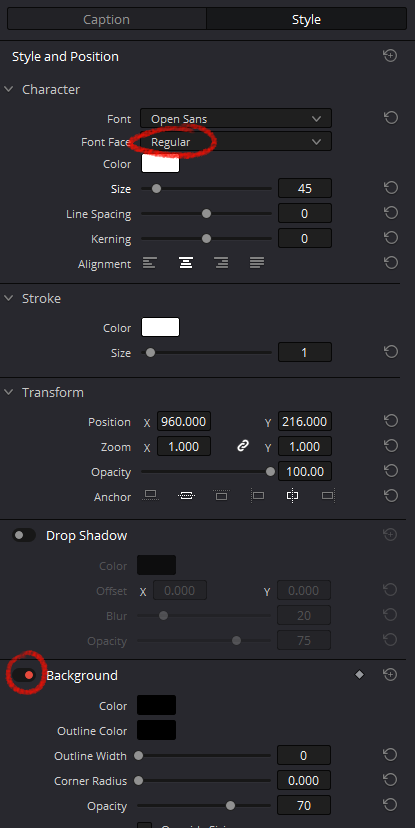 Caption Style
Style and Position
Character
Font Open Sans
Font Face Regular
Color
Size 45
Line Spacing 0
Kerning 0
Alignment
Stroke
Color
Size 1
Transform
Position X 960.000 Y 216.000
Zoom X 1.000 Y 1.000
Opacity 100.00
Anchor
Drop Shadow
Color
Offset X 0.000 Y 0.000
Blur 20
Opacity 75
Background
Color
Outline Color
Outline Width 0
Corner Radius 0.000
Opacity 70